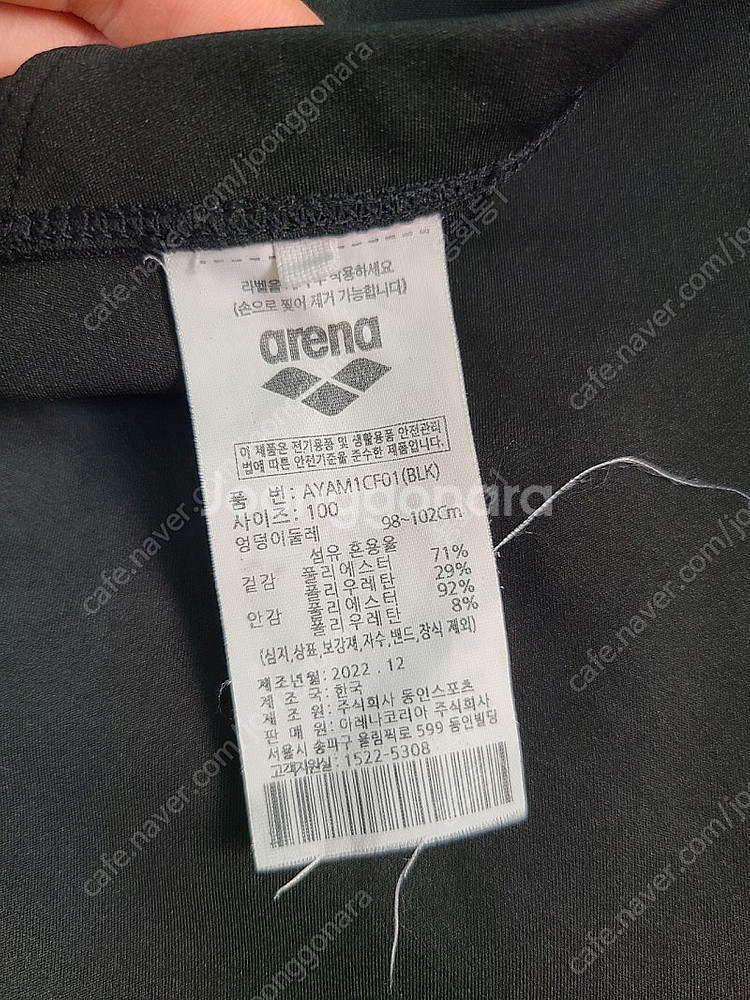 라벨을 착용하세요
(손으로 찢어 제거 가능합니다)
arena
이 제품은 전기용품 및 생활용품 안전관리
법에 따른 안전기준을 준수한 제품입니다.
품 번 : AYAM1CF01(BLK)
사이즈 : 100
엉덩이둘레 98~102Cm
섬유 혼용율
겉감 폴리에스터 71%
폴리우레탄 29%
안감 폴리에스터 92%
폴리우레탄 8%
(심지,상표,보강재,자수,밴드,장식 제외)
제조년월 : 2022 . 12
제 조 국 : 한국
제 조 원 : 주식회사 동인스포츠
판 매 원 : 아레나코리아 주식회사
서울시 송파구 올림픽로 599 동인빌딩
고객지원실 : 1522-5308
Joonggonara
cafe.naver.com/joonggonara